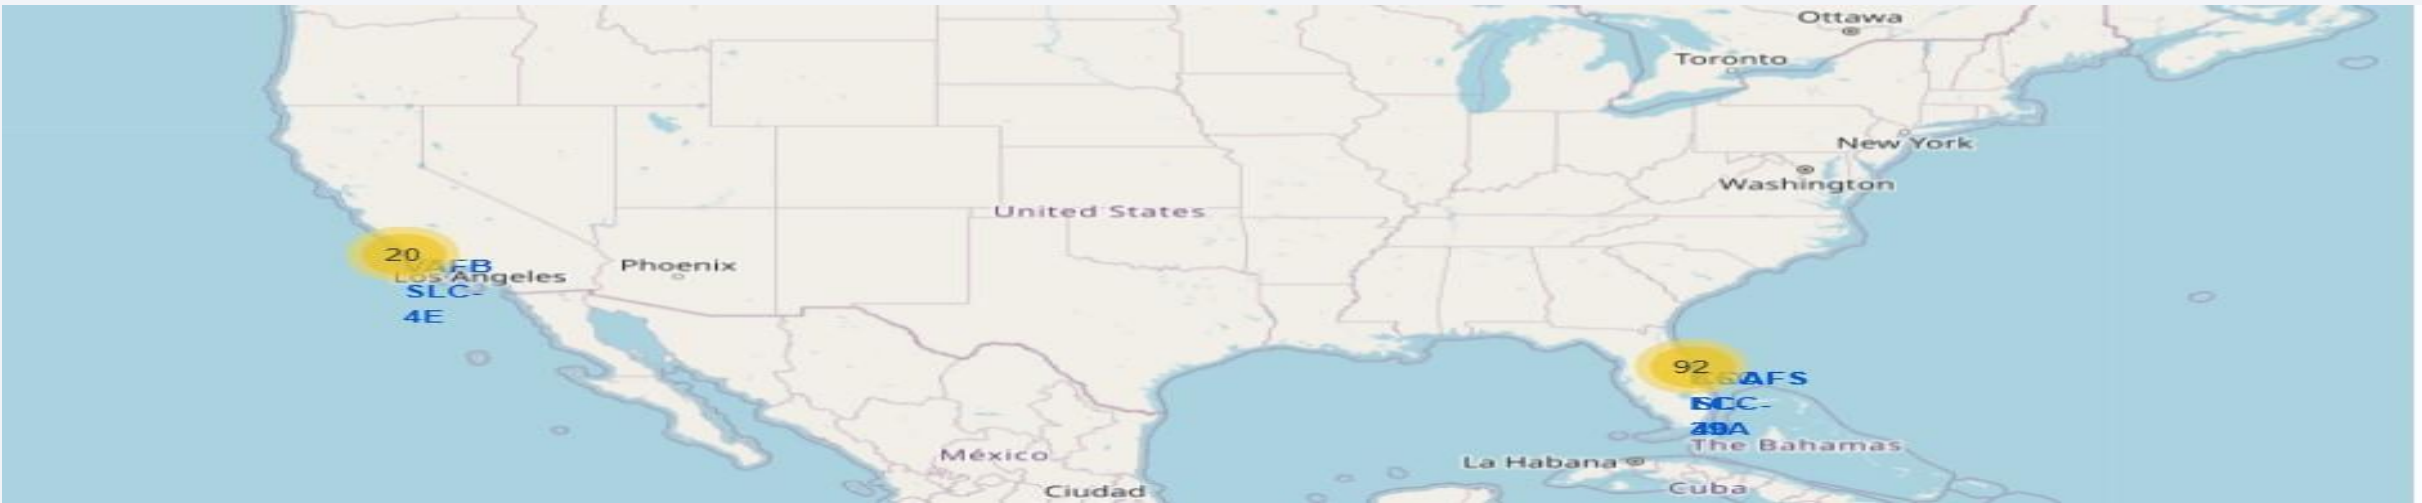 Ottawa
Toronto
New York
Washington
United States
20
VAFB
Los Angeles
SLC-
4E
Phoenix
92
México
The Bahamas
La Habana
Cuba
Ciudad